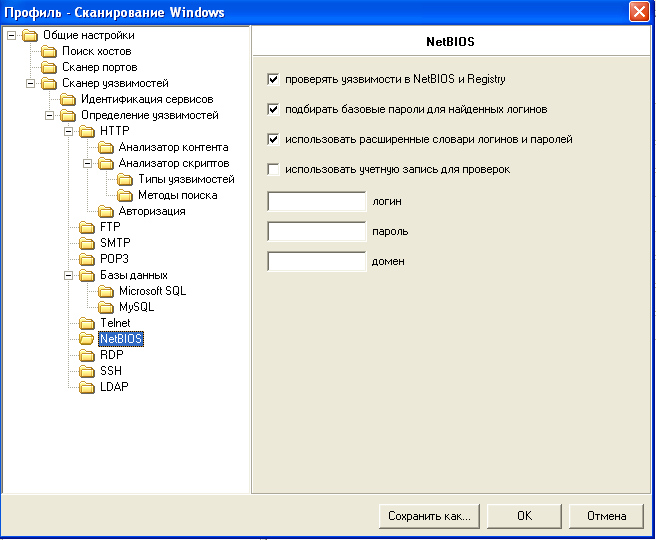 Профиль - Сканирование Windows
Общие настройки
Поиск хостов
Сканер портов
Сканер уязвимостей
Идентификация сервисов
Определение уязвимостей
HTTP
Анализатор контента
Анализатор скриптов
Типы уязвимостей
Методы поиска
Авторизация
FTP
SMTP
POP3
Базы данных
Microsoft SQL
MySQL
Telnet
NetBIOS
RDP
SSH
LDAP
NetBIOS
проверять уязвимости в NetBIOS и Registry
подбирать базовые пароли для найденных логинов
использовать расширенные словари логинов и паролей
использовать учетную запись для проверок
логин
пароль
домен
Сохранить как...
OK
Отмена